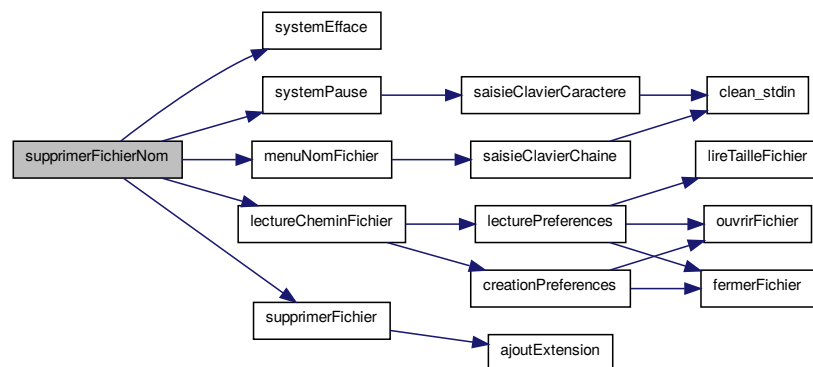 systemEfface
systemPause
saisieClavierCaractere
clean_stdin
supprimerFichierNom
menuNomFichier
saisieClavierChaine
lireTailleFichier
lectureCheminFichier
lecturePreferences
ouvrirFichier
creationPreferences
fermerFichier
supprimerFichier
ajoutExtension